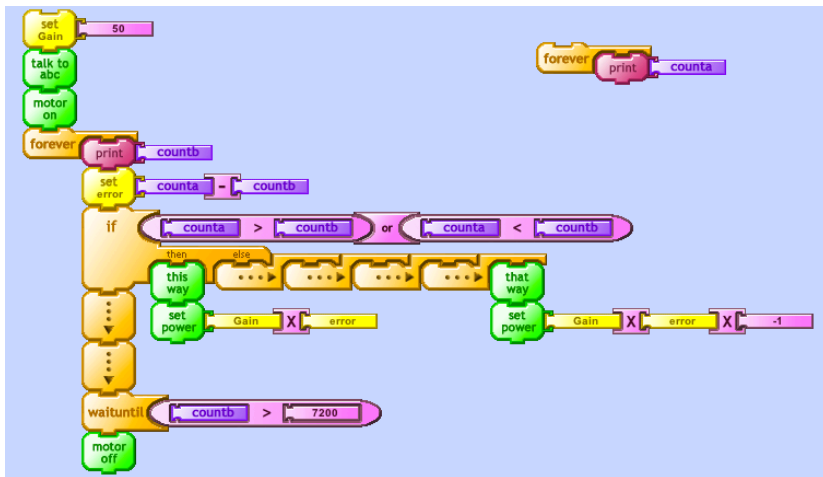 set
Gain 50
talk to
abc
motor
on
forever print countb
set
error counta - countb
if counta > countb or counta < countb
then else
this
way
set
power Gain X error
that
way
set
power Gain X error X -1
waituntil countb > 7200
motor
off
forever print counta